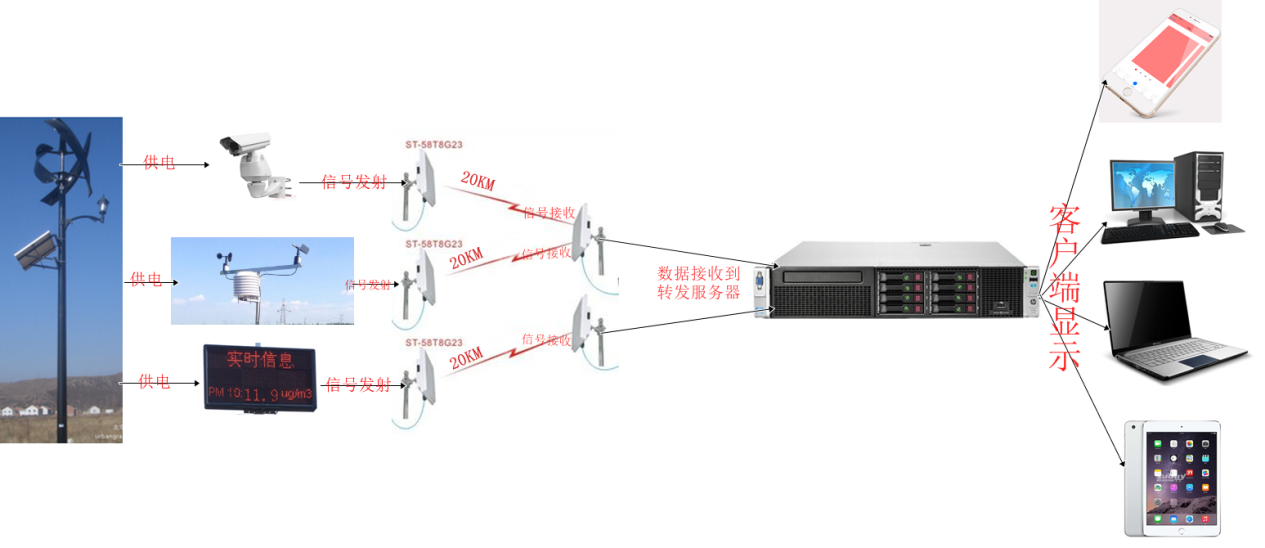 供电
信号发射
ST-58T8G23
20KM
信号接收
供电
信号发射
ST-58T8G23
20KM
信号接收
供电
实时信息
PM 10:11.9 ug/m3
信号发射
ST-58T8G23
20KM
信号接收
数据接收到
转发服务器
客户端显示